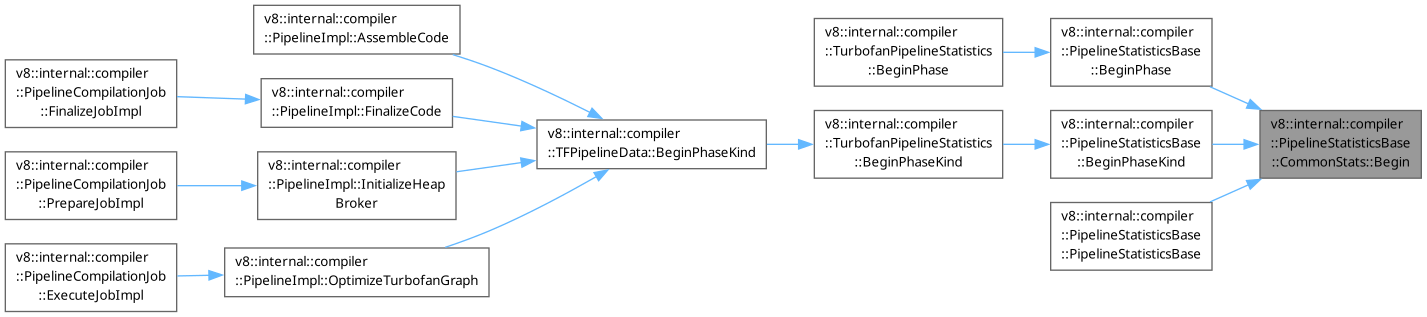 v8::internal::compiler
::PipelineImpl::AssembleCode
v8::internal::compiler
::PipelineCompilationJob
::FinalizeJobImpl
v8::internal::compiler
::PipelineImpl::FinalizeCode
v8::internal::compiler
::PipelineCompilationJob
::PrepareJobImpl
v8::internal::compiler
::PipelineImpl::InitializeHeap
Broker
v8::internal::compiler
::PipelineCompilationJob
::ExecuteJobImpl
v8::internal::compiler
::PipelineImpl::OptimizeTurbofanGraph
v8::internal::compiler
::TFPipelineData::BeginPhaseKind
v8::internal::compiler
::TurbofanPipelineStatistics
::BeginPhase
v8::internal::compiler
::TurbofanPipelineStatistics
::BeginPhaseKind
v8::internal::compiler
::PipelineStatisticsBase
::BeginPhase
v8::internal::compiler
::PipelineStatisticsBase
::BeginPhaseKind
v8::internal::compiler
::PipelineStatisticsBase
::PipelineStatisticsBase
v8::internal::compiler
::PipelineStatisticsBase
::CommonStats::Begin